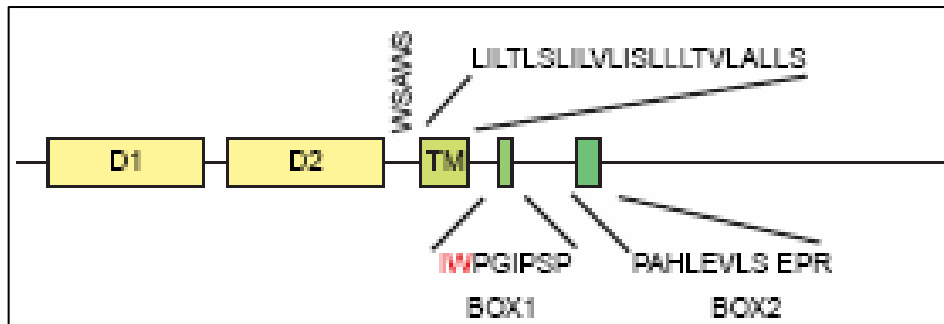 WSAWS
LILTLSLILVLISLLLTVLALLS
D1 D2 TM
IWPGIPSP PAHLEVLS EPR
BOX1 BOX2